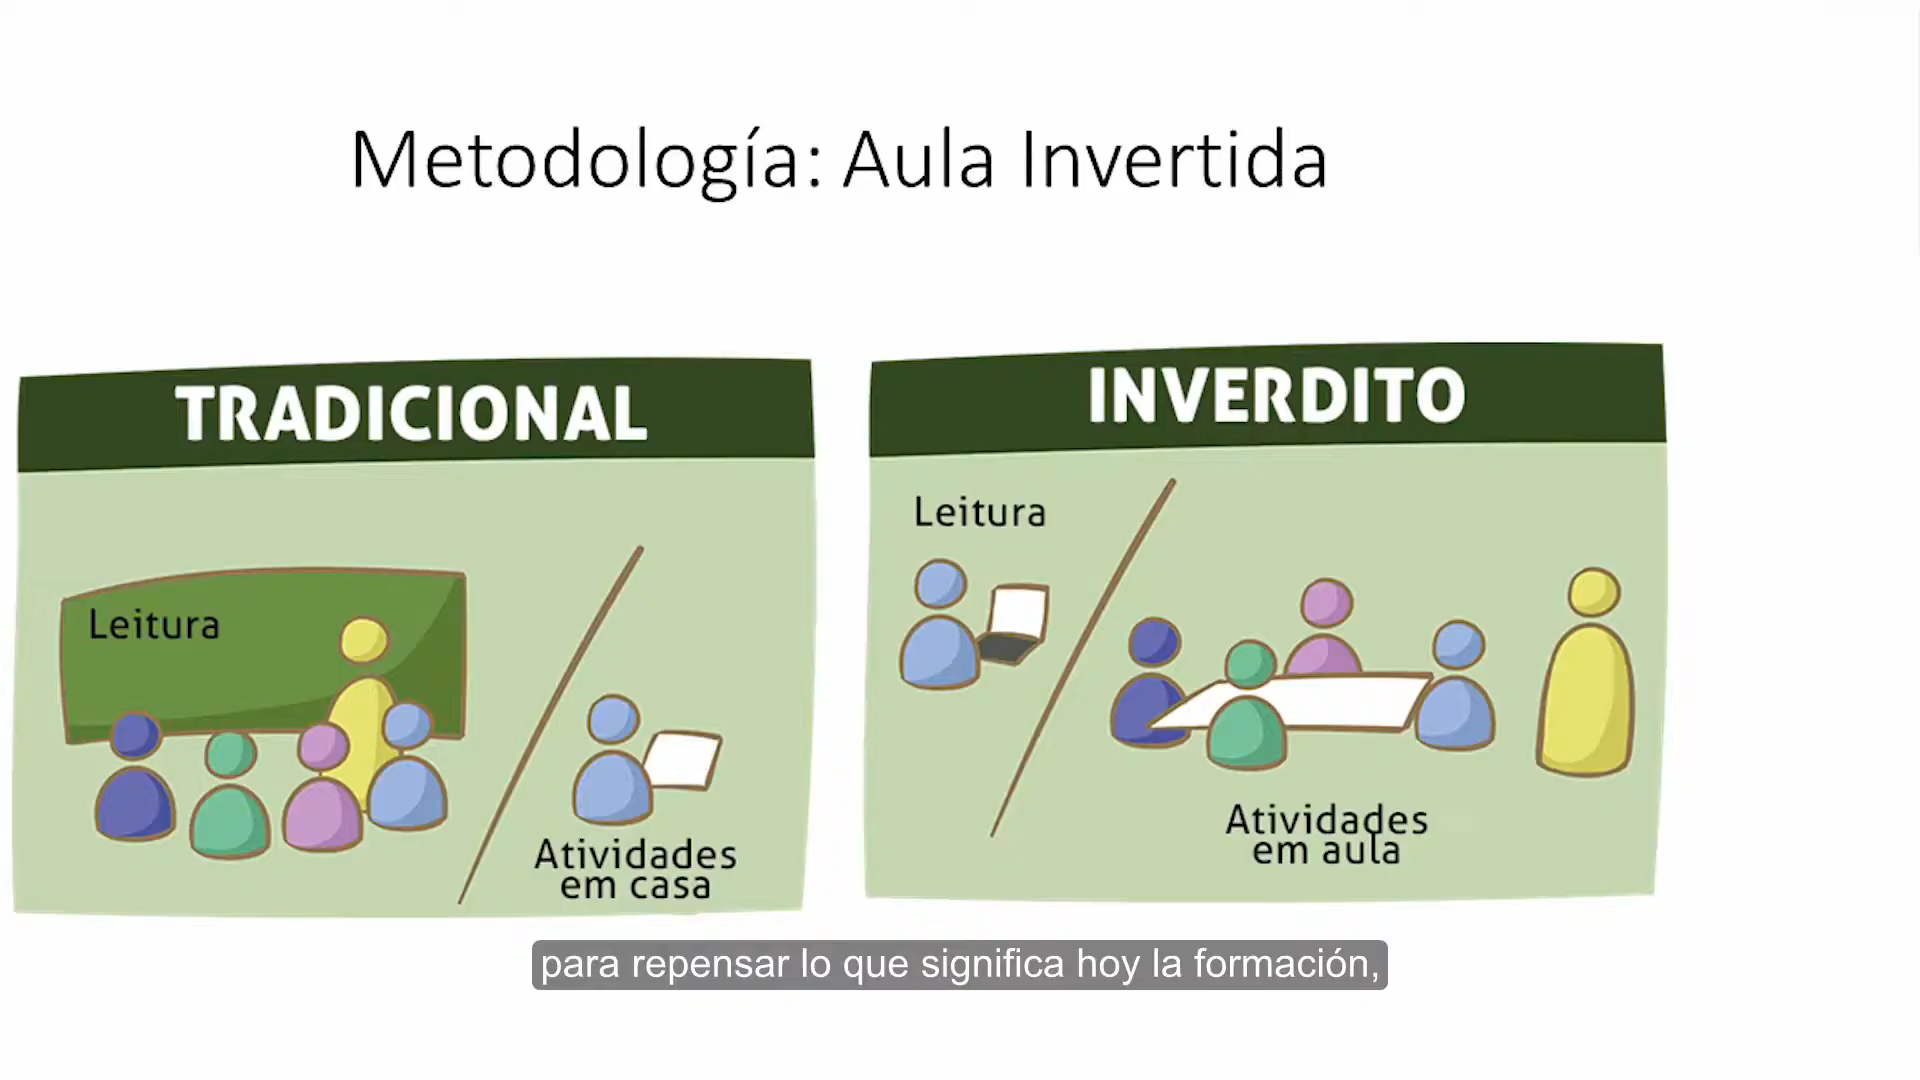 Metodología: Aula Invertida
TRADICIONAL
Leitura
Atividades
em casa
INVERDITO
Leitura
Atividades
em aula
para repensar lo que significa hoy la formación,